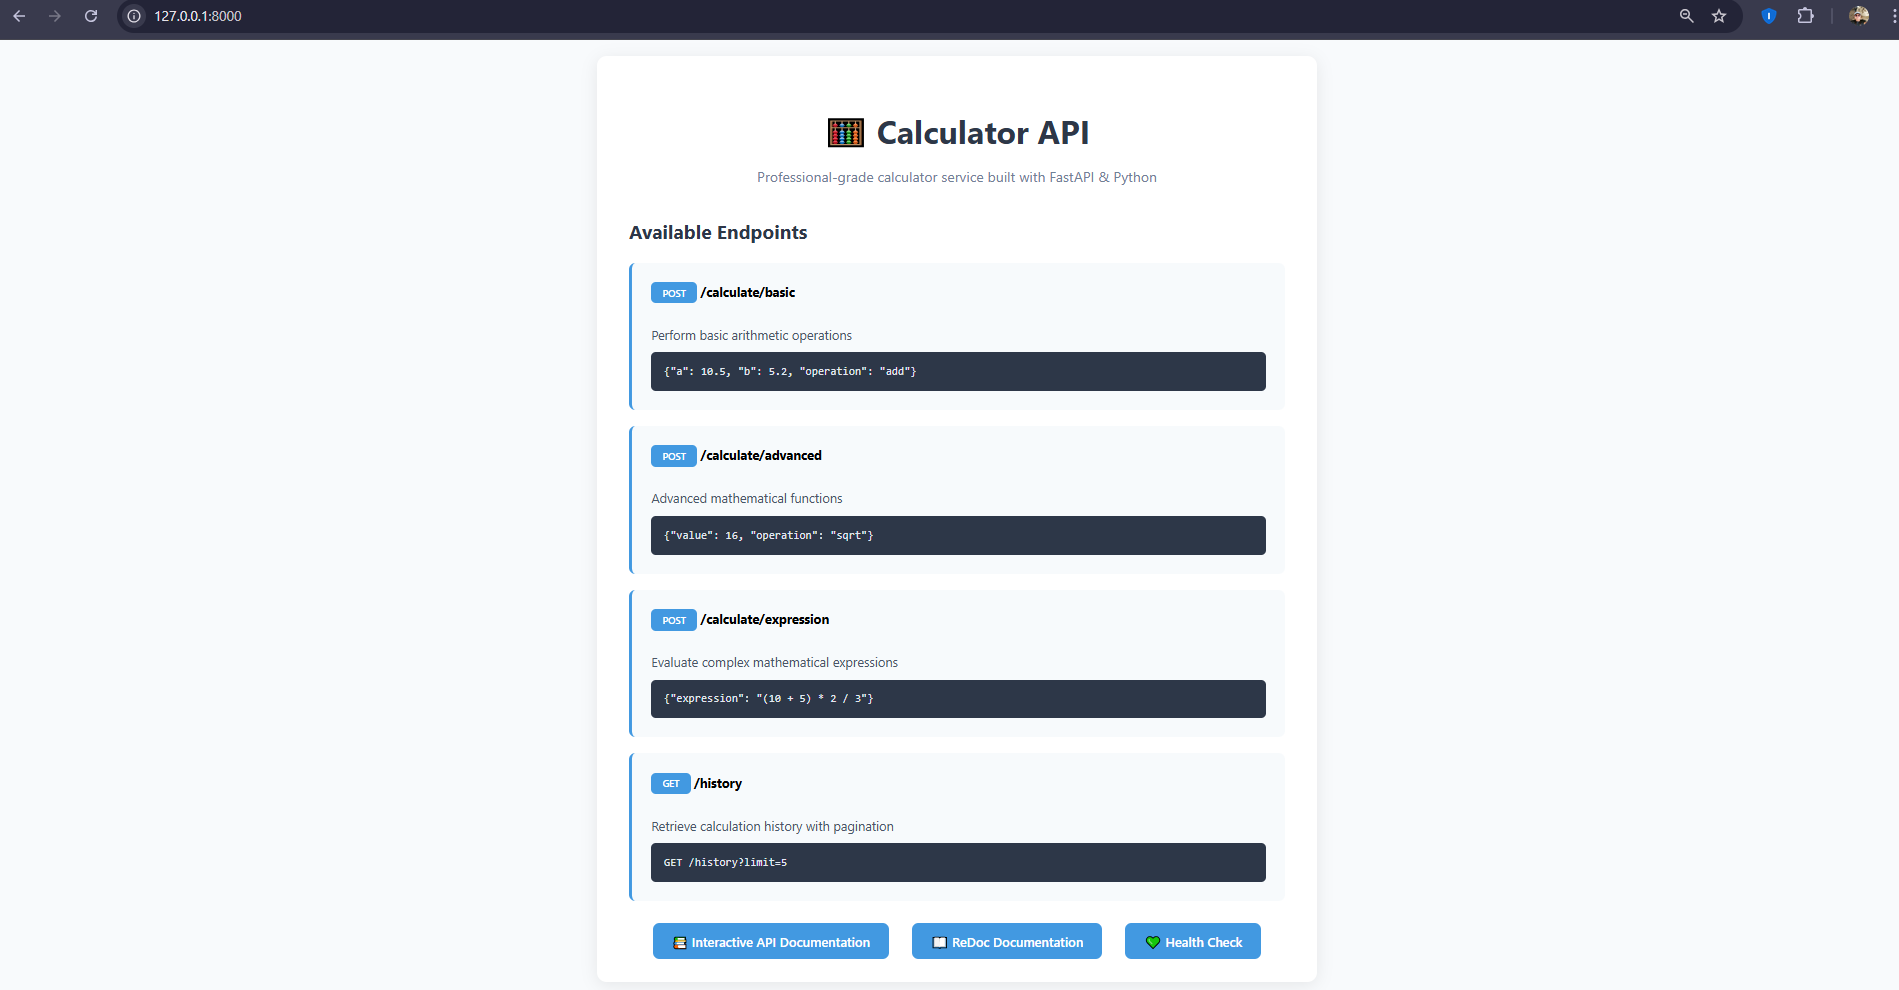 127.0.0.1:8000
Calculator API
Professional-grade calculator service built with FastAPI & Python
Available Endpoints
POST /calculate/basic
Perform basic arithmetic operations
{"a": 10.5, "b": 5.2, "operation": "add"}
POST /calculate/advanced
Advanced mathematical functions
{"value": 16, "operation": "sqrt"}
POST /calculate/expression
Evaluate complex mathematical expressions
{"expression": "(10 + 5) * 2 / 3"}
GET /history
Retrieve calculation history with pagination
GET /history?limit=5
Interactive API Documentation
ReDoc Documentation
Health Check